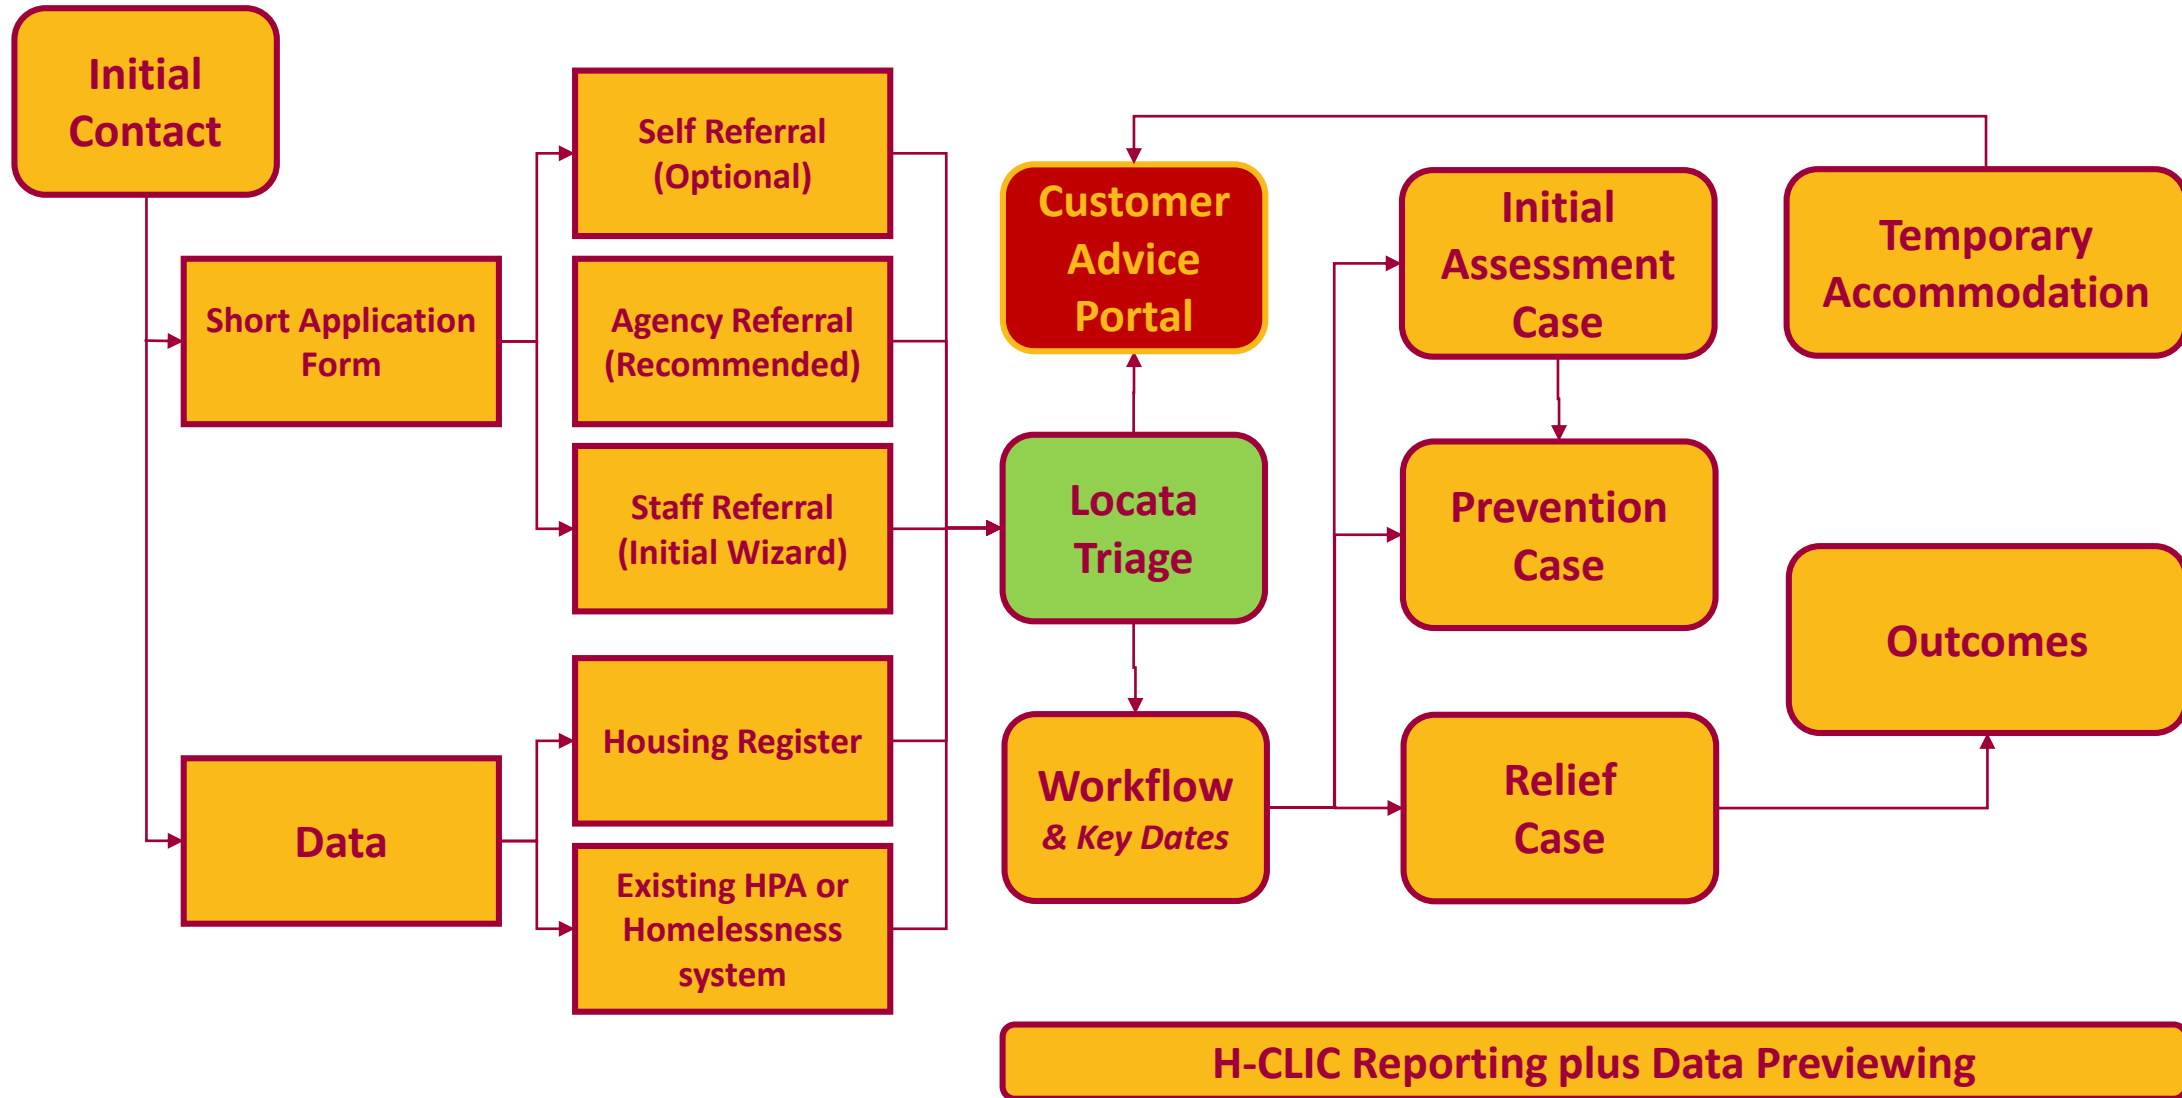 Initial
Contact
Short Application
Form
Data
Self Referral
(Optional)
Agency Referral
(Recommended)
Staff Referral
(Initial Wizard)
Housing Register
Existing HPA or
Homelessness
system
Customer
Advice
Portal
Locata
Triage
Workflow
& Key Dates
Initial
Assessment
Case
Prevention
Case
Relief
Case
Temporary
Accommodation
Outcomes
H-CLIC Reporting plus Data Previewing